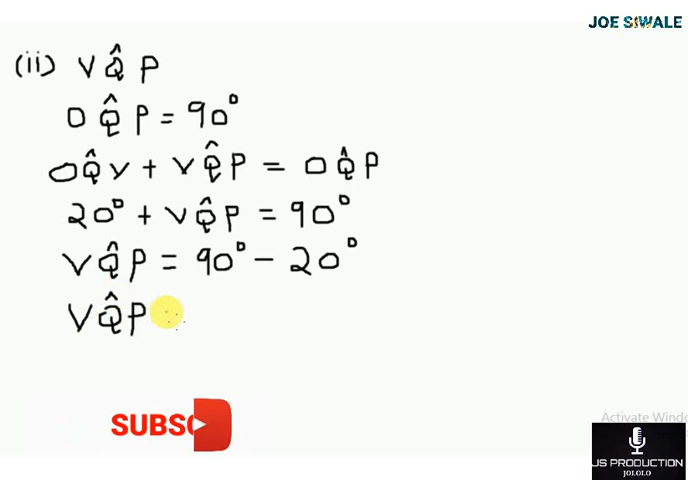 JOE SIWALE
(ii) VQ̂P
OQ̂P = 90°
OQ̂V + VQ̂P = OQ̂P
20° + VQ̂P = 90°
VQ̂P = 90° - 20°
VQ̂P
SUBSC
Activate Windo
JS PRODUCTION
JOLOLO